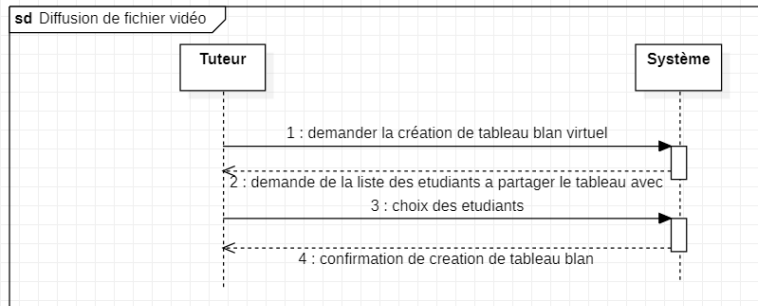 sd Diffusion de fichier vidéo
Tuteur
Système
1 : demander la création de tableau blan virtuel
2 : demande de la liste des etudiants a partager le tableau avec
3 : choix des etudiants
4 : confirmation de creation de tableau blan